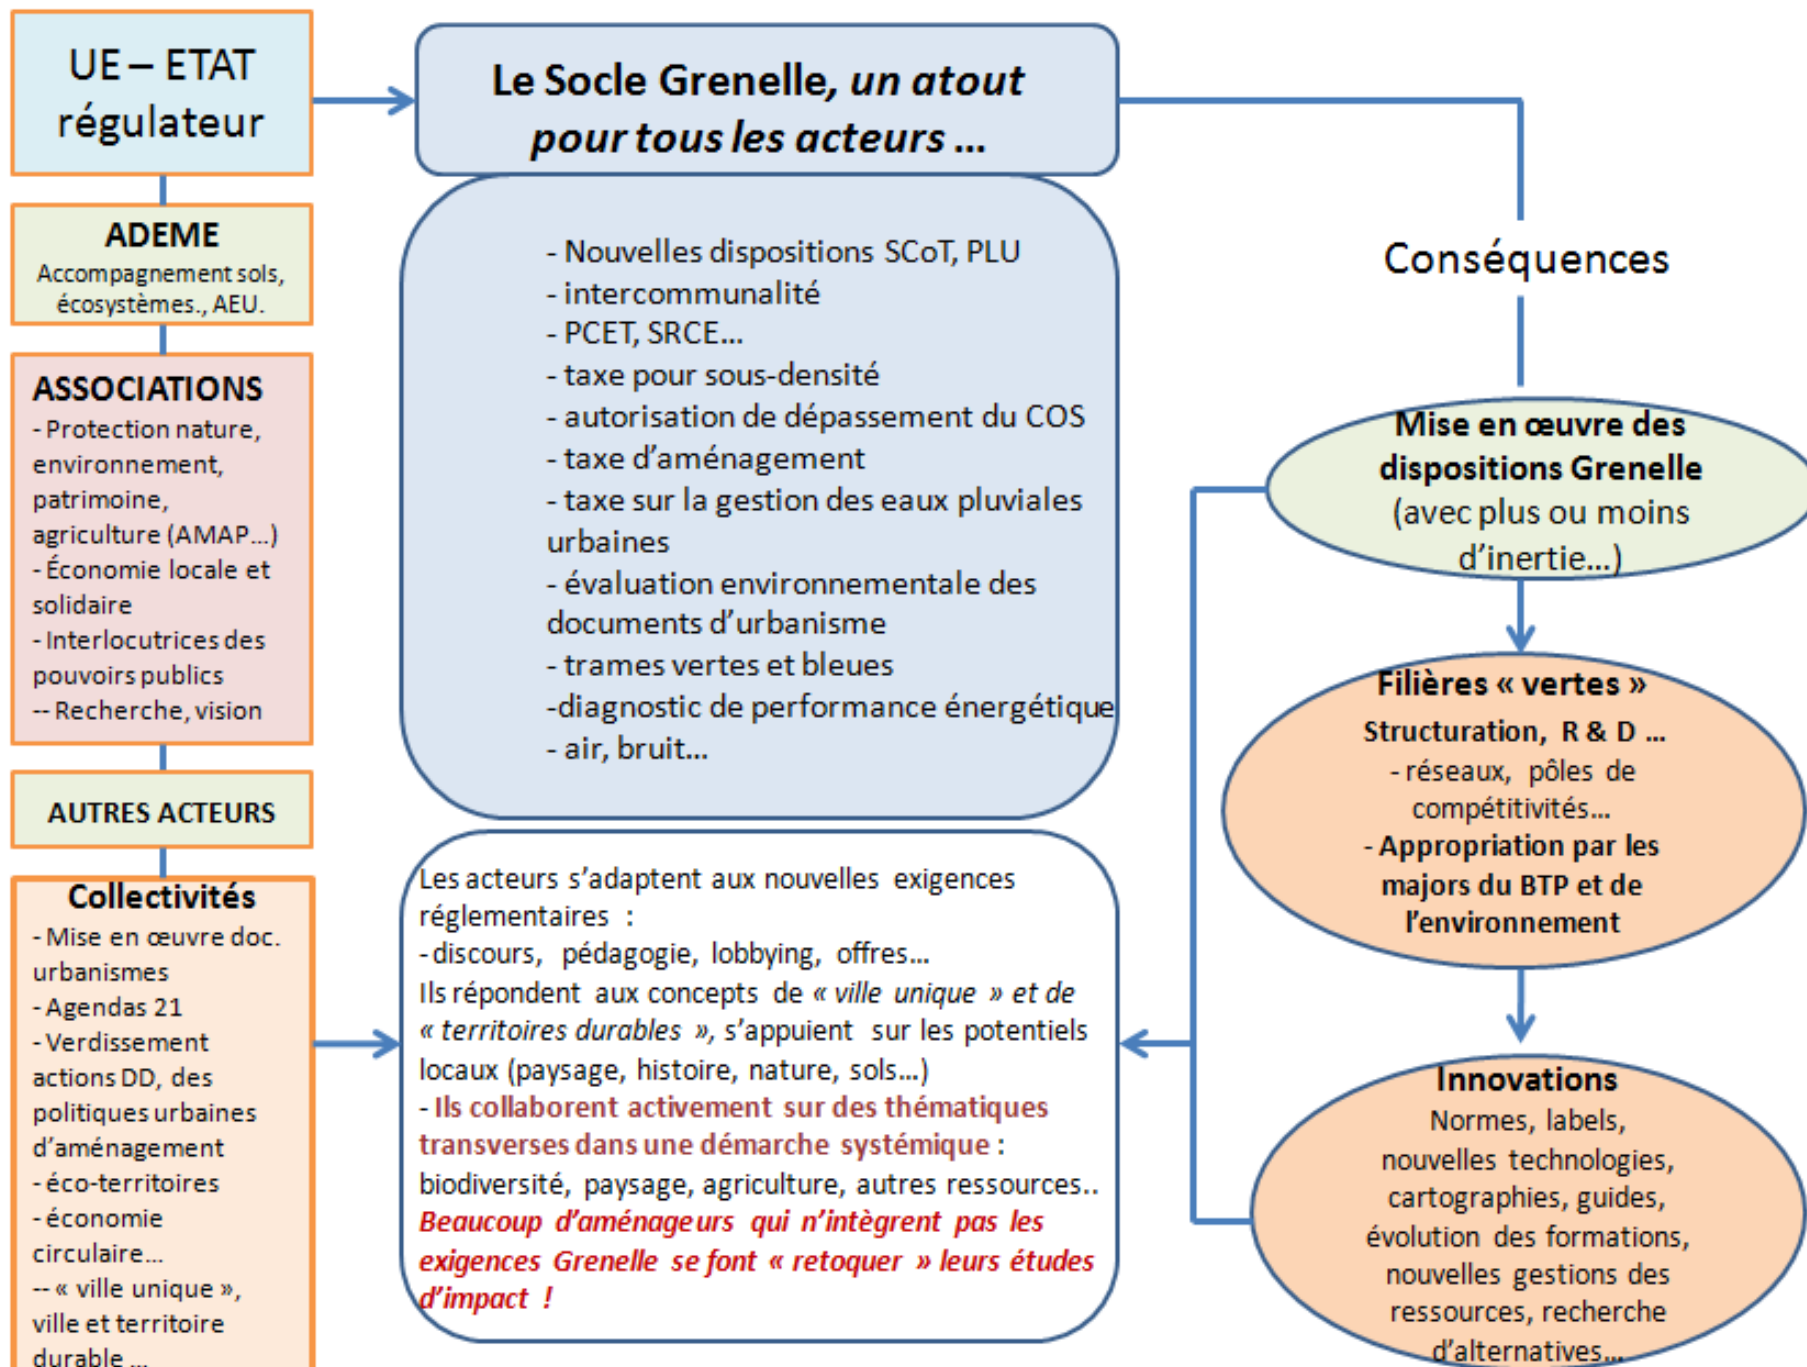 UE – ETAT
régulateur
ADEME
Accompagnement sols,
écosystèmes., AEU.
ASSOCIATIONS
- Protection nature,
environnement,
patrimoine,
agriculture (AMAP...)
- Économie locale et
solidaire
- Interlocutrices des
pouvoirs publics
-- Recherche, vision
AUTRES ACTEURS
Collectivités
- Mise en œuvre doc.
urbanismes
- Agendas 21
- Verdissement
actions DD, des
politiques urbaines
d’aménagement
- éco-territoires
- économie
circulaire...
-- « ville unique »,
ville et territoire
durable ...
Le Socle Grenelle, un atout
pour tous les acteurs ...
- Nouvelles dispositions SCoT, PLU
- intercommunalité
- PCET, SRCE...
- taxe pour sous-densité
- autorisation de dépassement du COS
- taxe d’aménagement
- taxe sur la gestion des eaux pluviales
urbaines
- évaluation environnementale des
documents d’urbanisme
- trames vertes et bleues
-diagnostic de performance énergétique
- air, bruit...
Les acteurs s’adaptent aux nouvelles exigences
réglementaires :
- discours, pédagogie, lobbying, offres...
Ils répondent aux concepts de « ville unique » et de
« territoires durables », s’appuient sur les potentiels
locaux (paysage, histoire, nature, sols...)
- Ils collaborent activement sur des thématiques
transverses dans une démarche systémique :
biodiversité, paysage, agriculture, autres ressources..
Beaucoup d’aménageurs qui n’intègrent pas les
exigences Grenelle se font « retoquer » leurs études
d’impact !
Conséquences
Mise en œuvre des
dispositions Grenelle
(avec plus ou moins
d’inertie...)
Filières « vertes »
Structuration, R & D ...
- réseaux, pôles de
compétitivités...
- Appropriation par les
majors du BTP et de
l’environnement
Innovations
Normes, labels,
nouvelles technologies,
cartographies, guides,
évolution des formations,
nouvelles gestions des
ressources, recherche
d’alternatives...